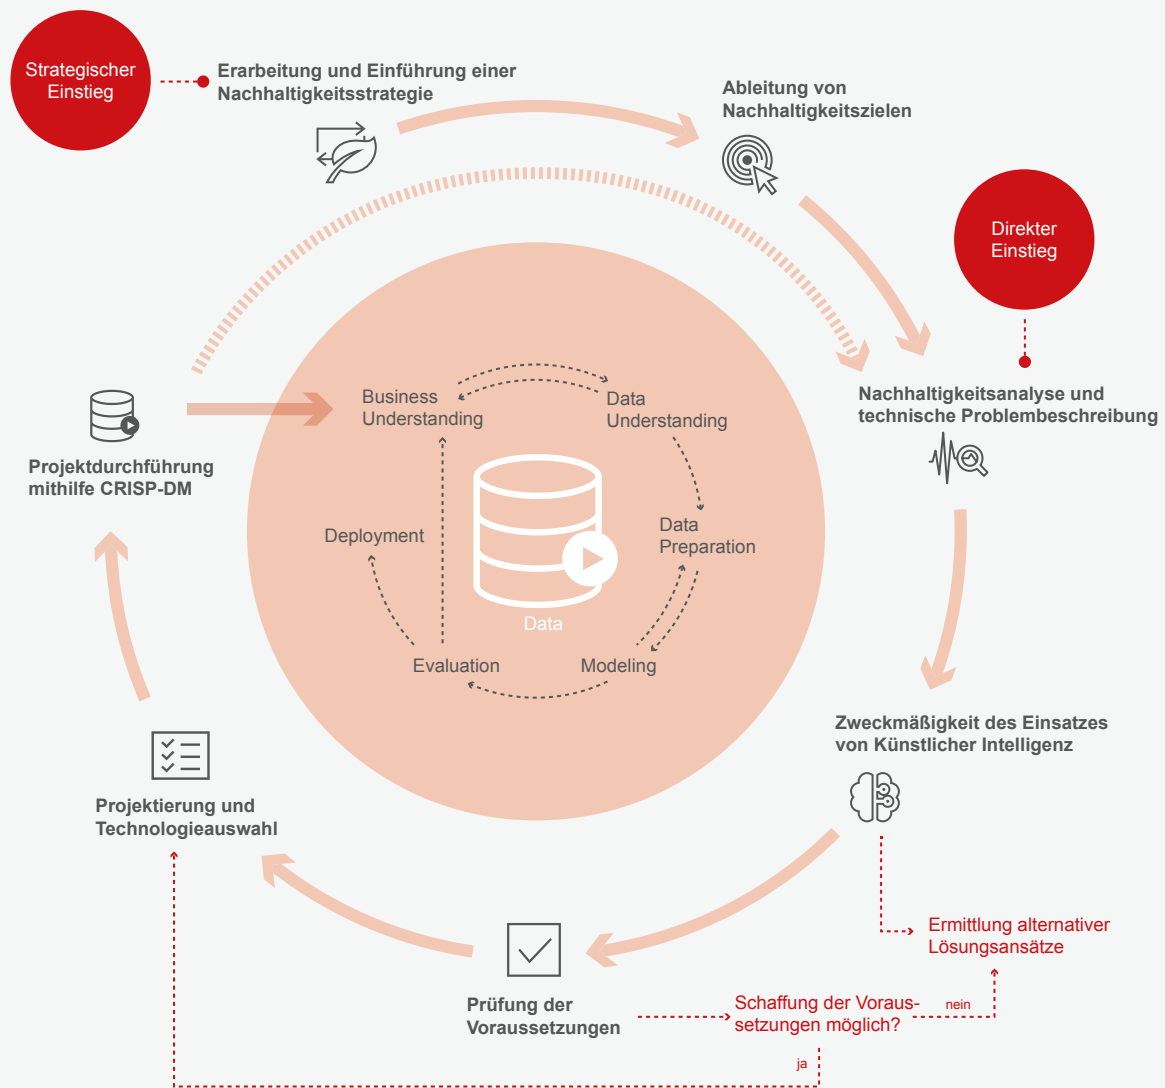 Strategischer
Einstieg
Erarbeitung und Einführung einer
Nachhaltigkeitsstrategie
Ableitung von
Nachhaltigkeitszielen
Direkter
Einstieg
Nachhaltigkeitsanalyse und
technische Problembeschreibung
Business
Understanding
Data
Understanding
Projektdurchführung
mithilfe CRISP-DM
Deployment
Data
Preparation
Data
Evaluation
Modeling
Zweckmäßigkeit des Einsatzes
von Künstlicher Intelligenz
Projektierung und
Technologieauswahl
Ermittlung alternativer
Lösungsansätze
Prüfung der
Voraussetzungen
Schaffung der Voraus-
setzungen möglich?
nein
ja